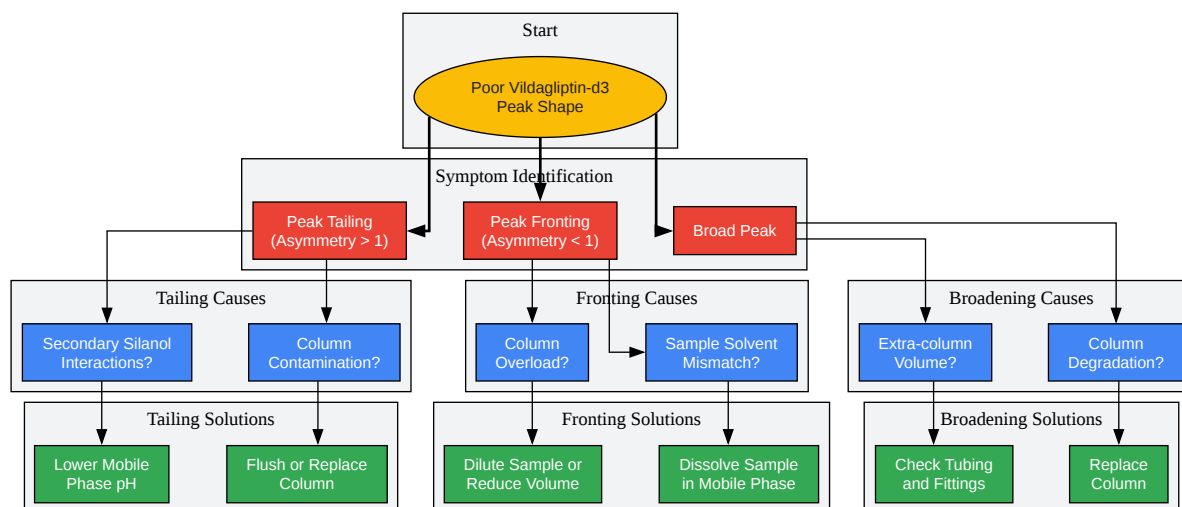 Start
Poor Vildagliptin-d3
Peak Shape
Symptom Identification
Peak Tailing
(Asymmetry > 1)
Peak Fronting
(Asymmetry < 1)
Broad Peak
Tailing Causes
Secondary Silanol
Interactions?
Column
Contamination?
Fronting Causes
Column
Overload?
Sample Solvent
Mismatch?
Broadening Causes
Extra-column
Volume?
Column
Degradation?
Tailing Solutions
Lower Mobile
Phase pH
Flush or Replace
Column
Fronting Solutions
Dilute Sample or
Reduce Volume
Dissolve Sample
in Mobile Phase
Broadening Solutions
Check Tubing
and Fittings
Replace
Column